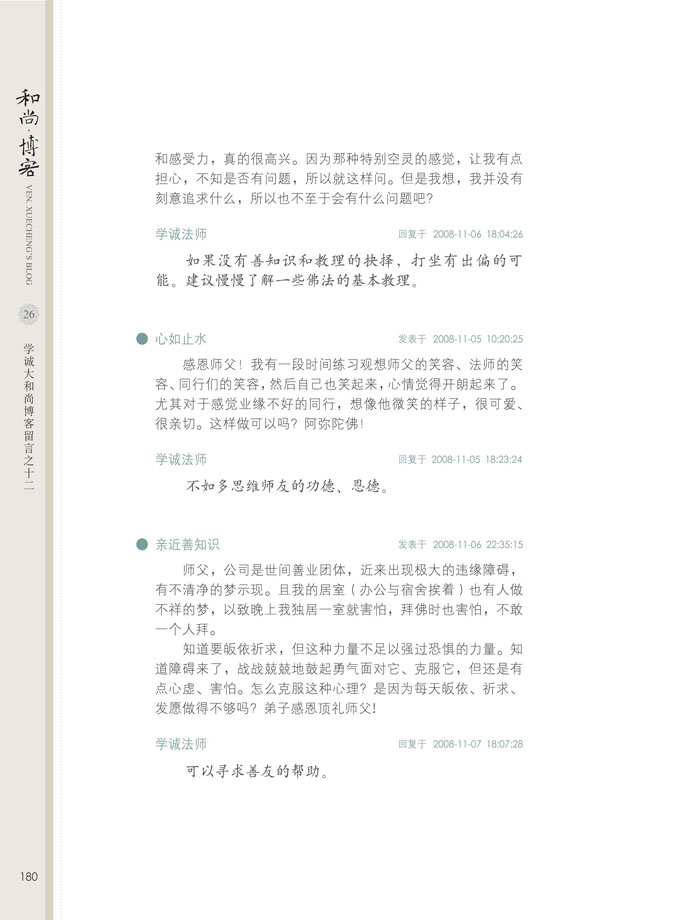 和尚·博客
VEN. XUECHENG'S BLOG
26
学诚大和尚博客留言之十二
和感受力，真的很高兴。因为那种特别空灵的感觉，让我有点
担心，不知是否有问题，所以就这样问。但是我想，我并没有
刻意追求什么，所以也不至于会有什么问题吧？
学诚法师 回复于 2008-11-06 18:04:26
如果没有善知识和教理的抉择，打坐有出偏的可
能。建议慢慢了解一些佛法的基本教理。
心如止水 发表于 2008-11-05 10:20:25
感恩师父！我有一段时间练习观想师父的笑容、法师的笑
容、同行们的笑容，然后自己也笑起来，心情觉得开朗起来了。
尤其对于感觉业缘不好的同行，想像他微笑的样子，很可爱、
很亲切。这样做可以吗？阿弥陀佛！
学诚法师 回复于 2008-11-05 18:23:24
不如多思维师友的功德、恩德。
亲近善知识 发表于 2008-11-06 22:35:15
师父，公司是世间善业团体，近来出现极大的违缘障碍，
有不清净的梦示现。且我的居室（办公与宿舍挨着）也有人做
不祥的梦，以致晚上我独居一室就害怕，拜佛时也害怕，不敢
一个人拜。
知道要皈依祈求，但这种力量不足以强过恐惧的力量。知
道障碍来了，战战兢兢地鼓起勇气面对它、克服它，但还是有
点心虚、害怕。怎么克服这种心理？是因为每天皈依、祈求、
发愿做得不够吗？弟子感恩顶礼师父！
学诚法师 回复于 2008-11-07 18:07:28
可以寻求善友的帮助。
180